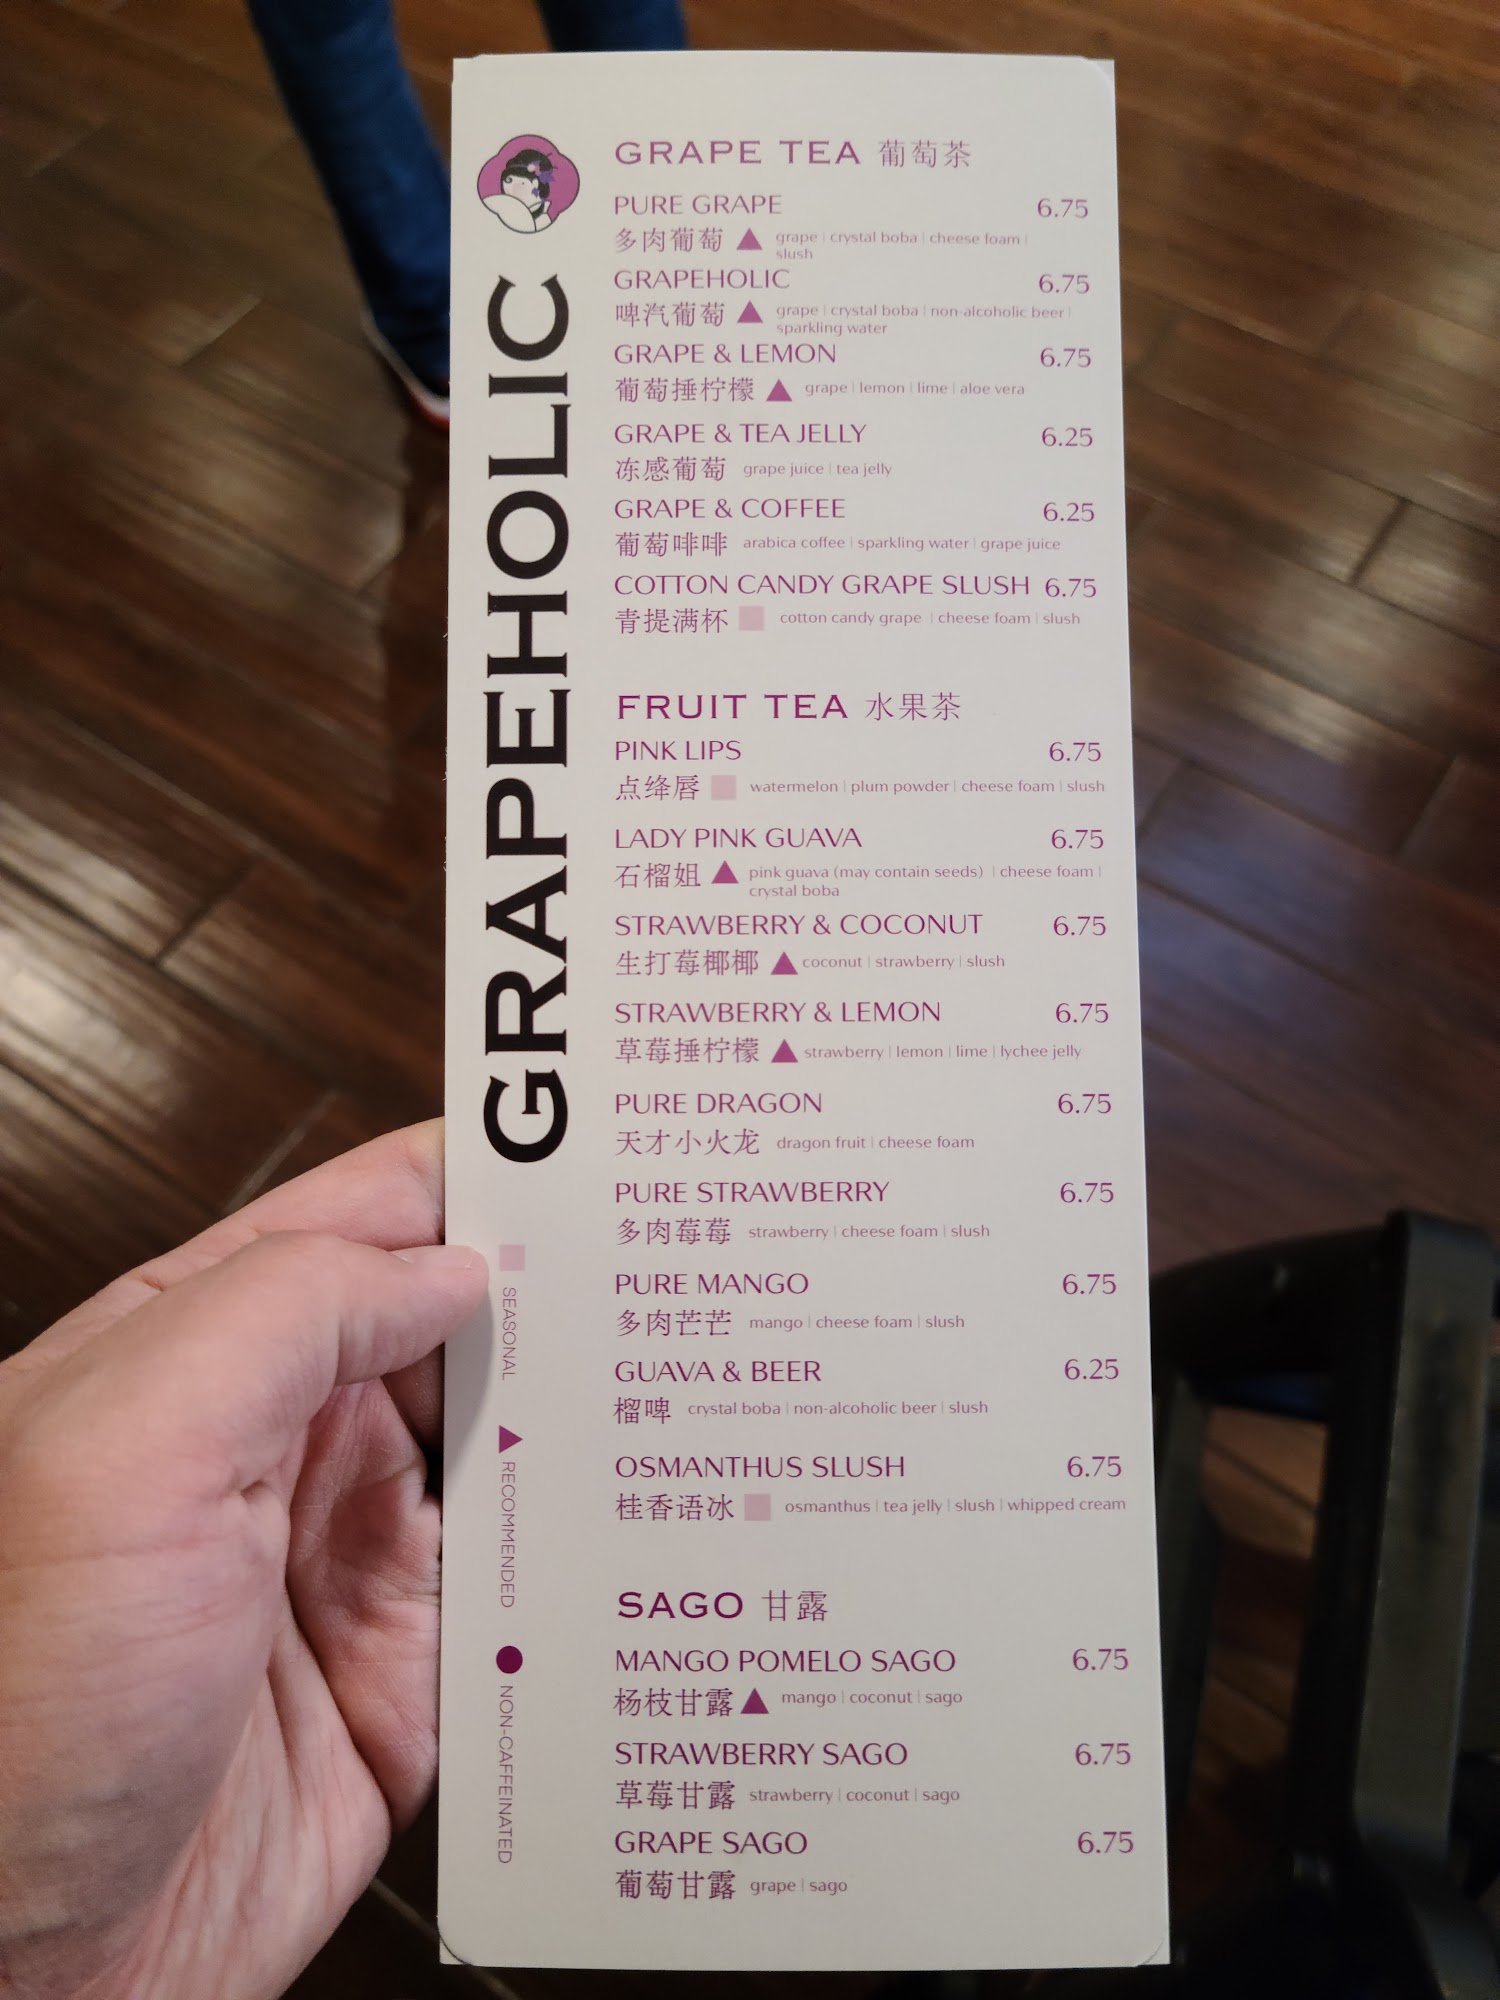 GRAPEHOLIC
SEASONAL
RECOMMENDED
NON-CAFFEINATED
GRAPE TEA 葡萄茶
PURE GRAPE 6.75
多肉葡萄 grape | crystal boba | cheese foam |
slush
GRAPEHOLIC 6.75
啤汽葡萄 grape | crystal boba | non-alcoholic beer |
sparkling water
GRAPE & LEMON 6.75
葡萄捶柠檬 grape | lemon | lime | aloe vera
GRAPE & TEA JELLY 6.25
冻感葡萄 grape juice | tea jelly
GRAPE & COFFEE 6.25
葡萄啡啡 arabica coffee | sparkling water | grape juice
COTTON CANDY GRAPE SLUSH 6.75
青提满杯 cotton candy grape | cheese foam | slush
FRUIT TEA 水果茶
PINK LIPS 6.75
点绛唇 watermelon | plum powder | cheese foam | slush
LADY PINK GUAVA 6.75
石榴姐 pink guava (may contain seeds) | cheese foam |
crystal boba
STRAWBERRY & COCONUT 6.75
生打莓椰椰 coconut | strawberry | slush
STRAWBERRY & LEMON 6.75
草莓捶柠檬 strawberry | lemon | lime | lychee jelly
PURE DRAGON 6.75
天才小火龙 dragon fruit | cheese foam
PURE STRAWBERRY 6.75
多肉莓莓 strawberry | cheese foam | slush
PURE MANGO 6.75
多肉芒芒 mango | cheese foam | slush
GUAVA & BEER 6.25
榴啤 crystal boba | non-alcoholic beer | slush
OSMANTHUS SLUSH 6.75
桂香语冰 osmanthus | tea jelly | slush | whipped cream
SAGO 甘露
MANGO POMELO SAGO 6.75
杨枝甘露 mango | coconut | sago
STRAWBERRY SAGO 6.75
草莓甘露 strawberry | coconut | sago
GRAPE SAGO 6.75
葡萄甘露 grape | sago